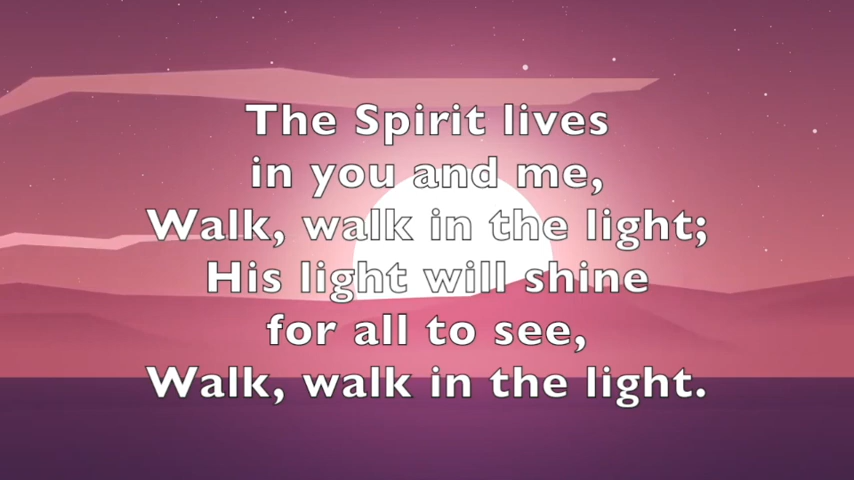 The Spirit lives
in you and me,
Walk, walk in the light;
His light will shine
for all to see,
Walk, walk in the light.